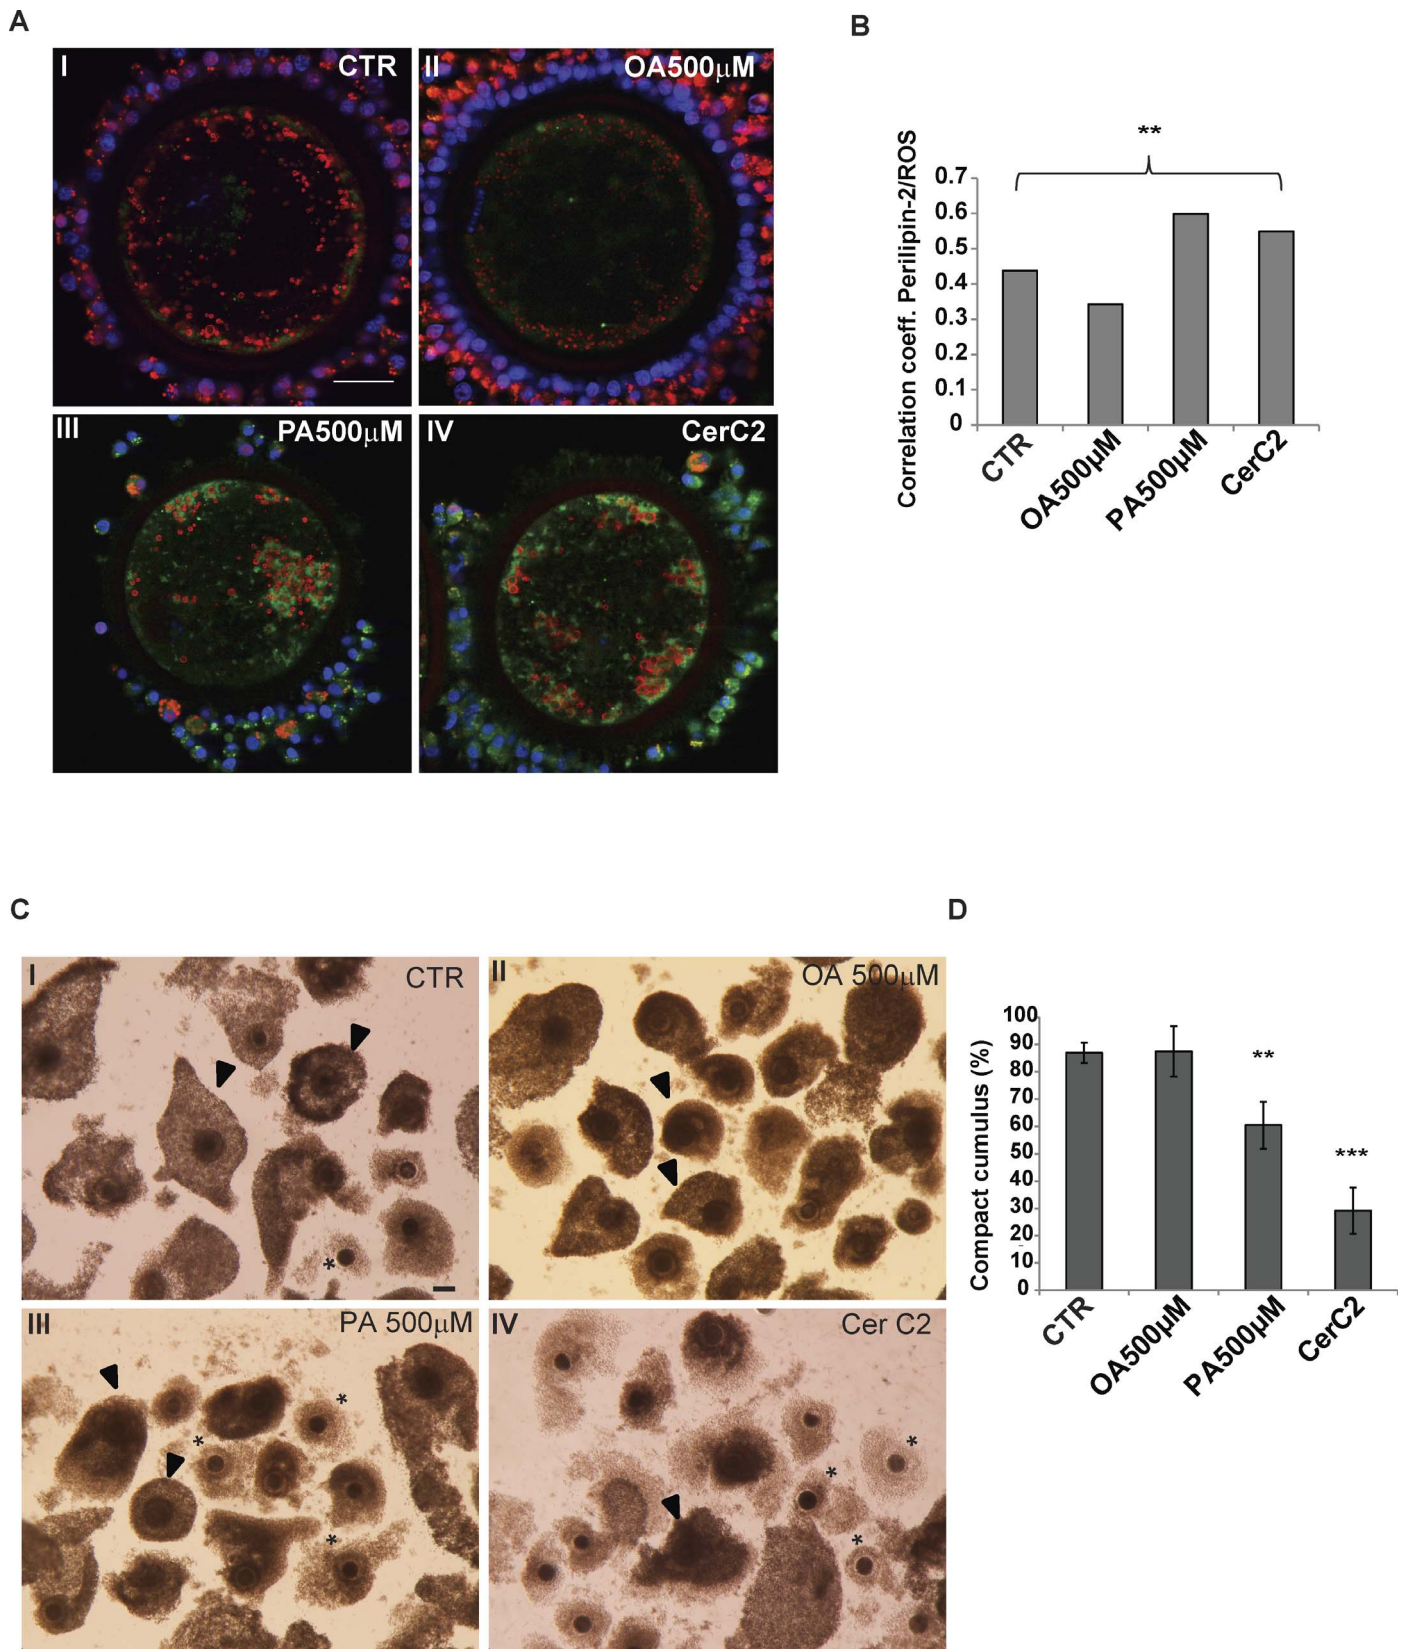 A
I
CTR
II
OA500µM
III
PA500µM
IV
CerC2
B
**
Correlation coeff. Perilipin-2/ROS
0.7
0.6
0.5
0.4
0.3
0.2
0.1
0
CTR
OA500µM
PA500µM
CerC2
C
I
CTR
*
II
OA 500µM
III
PA 500µM
*
*
*
IV
Cer C2
*
*
*
D
Compact cumulus (%)
100
90
80
70
60
50
40
30
20
10
0
**
***
CTR
OA500µM
PA500µM
CerC2